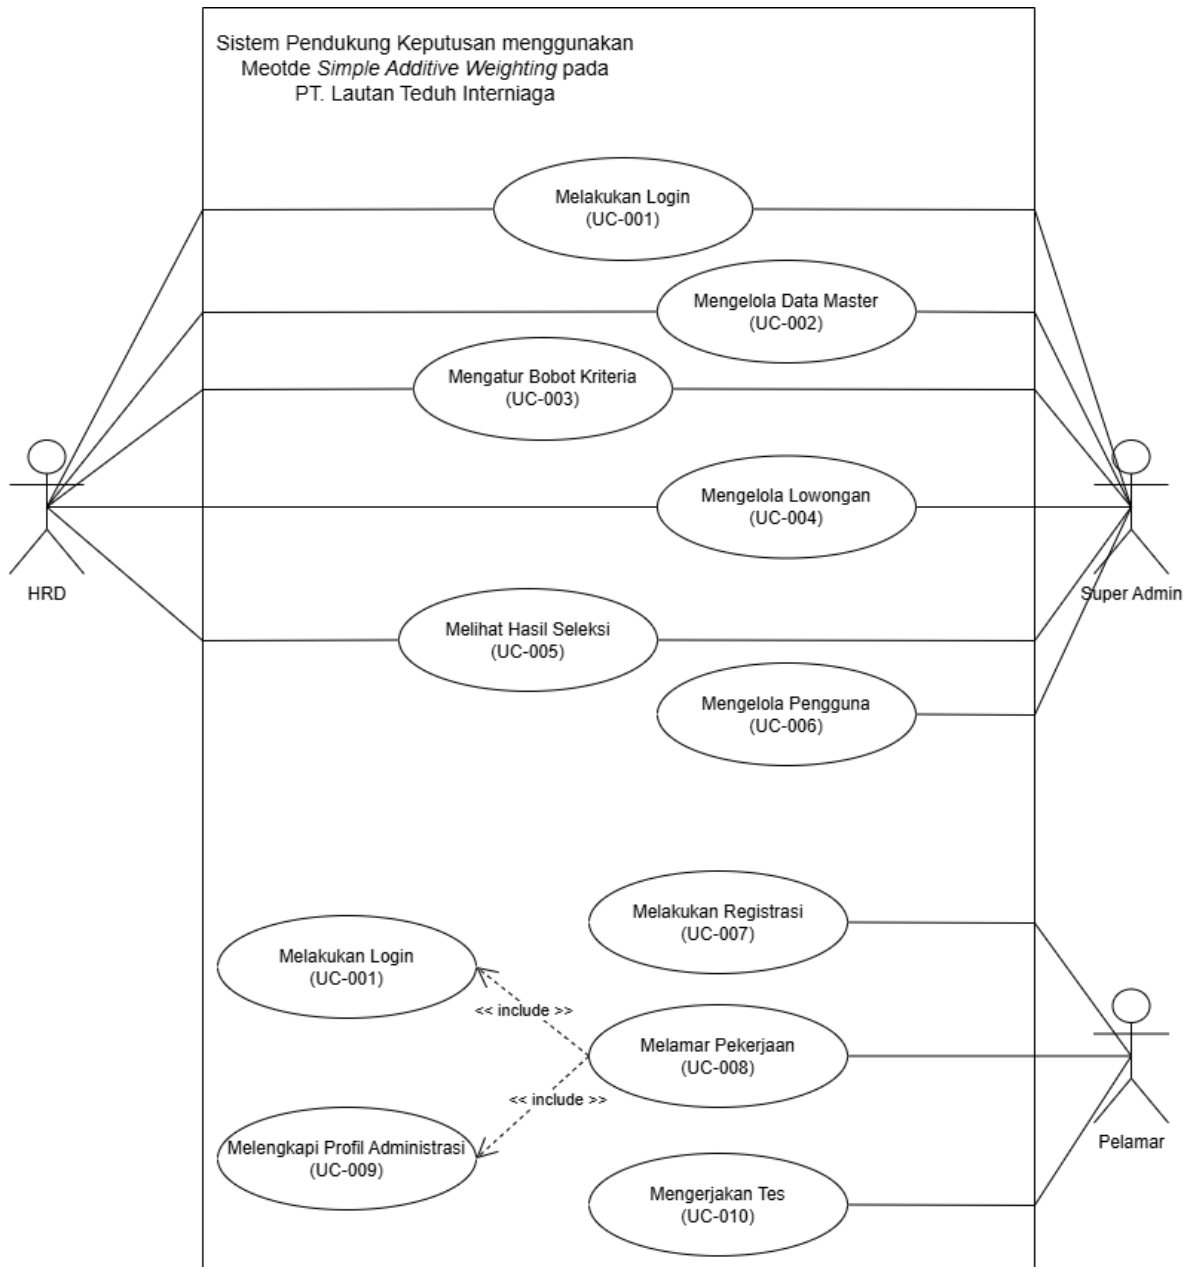 Sistem Pendukung Keputusan menggunakan
Meotde Simple Additive Weighting pada
PT. Lautan Teduh Interniaga
Melakukan Login
(UC-001)
Mengelola Data Master
(UC-002)
Mengatur Bobot Kriteria
(UC-003)
Mengelola Lowongan
(UC-004)
HRD
Super Admin
Melihat Hasil Seleksi
(UC-005)
Mengelola Pengguna
(UC-006)
Melakukan Registrasi
(UC-007)
Melakukan Login
(UC-001)
<< include >>
Melamar Pekerjaan
(UC-008)
<< include >>
Melengkapi Profil Administrasi
(UC-009)
Pelamar
Mengerjakan Tes
(UC-010)